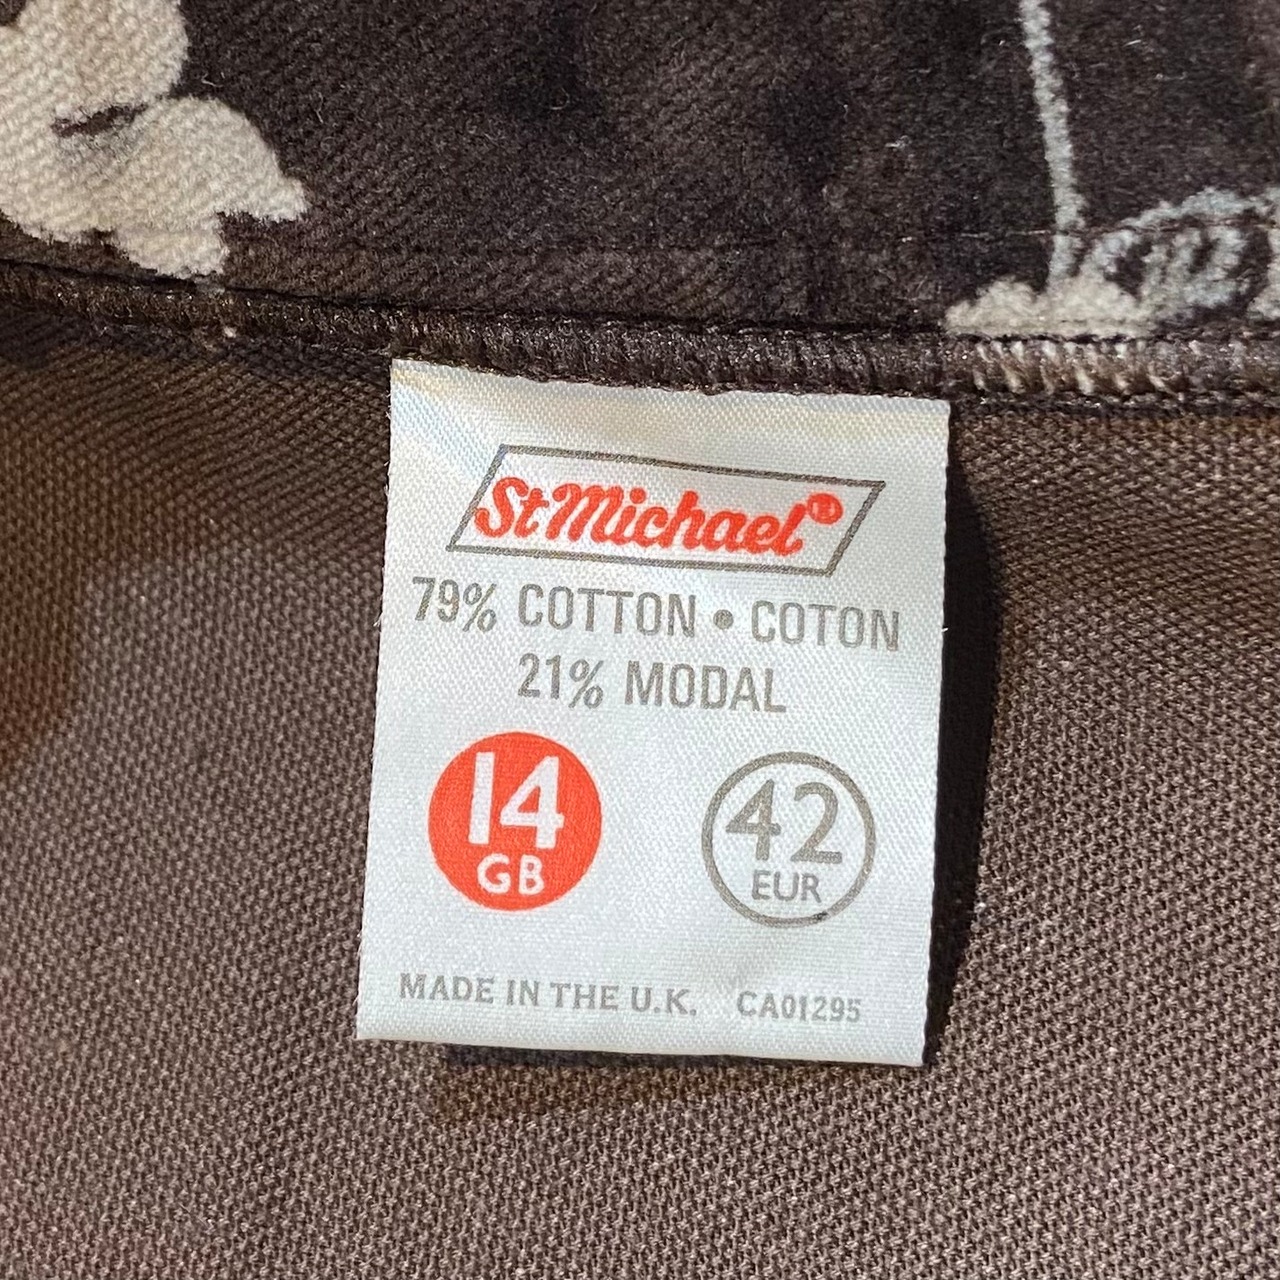 St Michael®
79% COTTON • COTON
21% MODAL
14 42
GB EUR
MADE IN THE U.K. CA01295